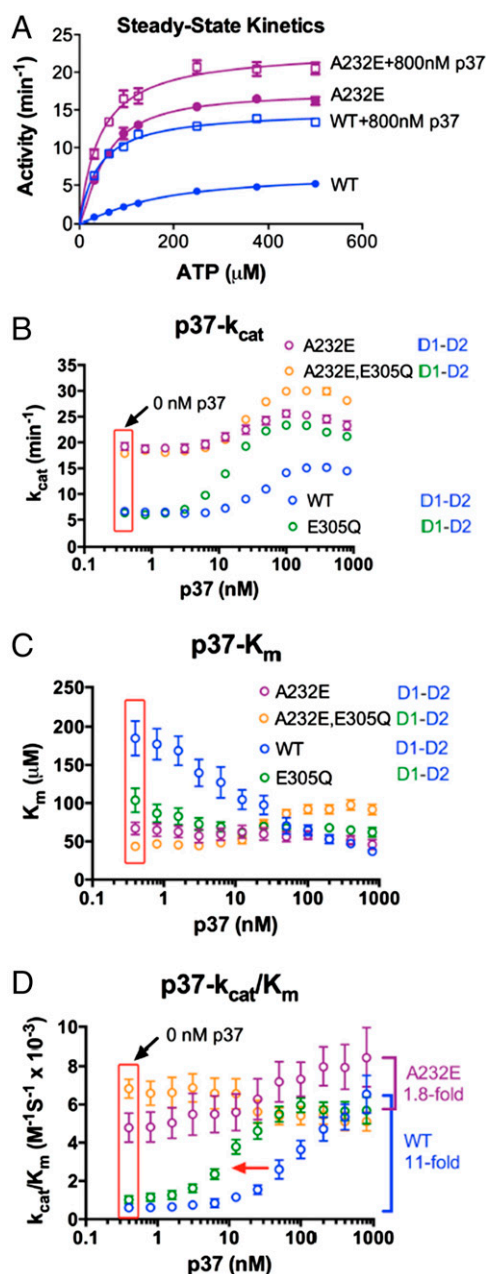 A
Steady-State Kinetics
Activity (min-1)
25
20
15
10
5
0
0 200 400 600
ATP (μM)
A232E+800nM p37
A232E
WT+800nM p37
WT
B
p37-kcat
kcat (min-1)
35
30
25
20
15
10
5
0
0 nM p37
A232E D1-D2
A232E,E305Q D1-D2
WT D1-D2
E305Q D1-D2
0.1 1 10 100 1000
p37 (nM)
C
p37-Km
Km (μM)
250
200
150
100
50
0
A232E D1-D2
A232E,E305Q D1-D2
WT D1-D2
E305Q D1-D2
0.1 1 10 100 1000
p37 (nM)
D
p37-kcat/Km
kcat/Km (M-1S-1 x 10-3)
10
8
6
4
2
0
0 nM p37
A232E
1.8-fold
WT
11-fold
0.1 1 10 100 1000
p37 (nM)